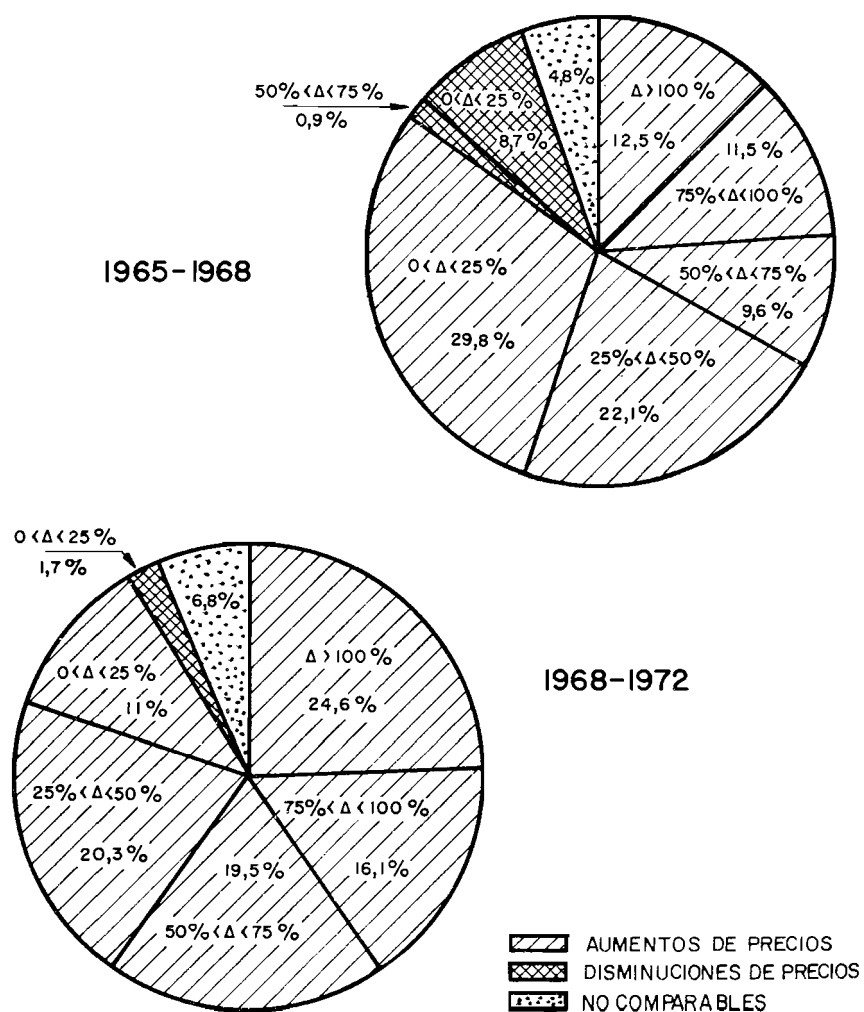 4,8%
50%<Δ<75%
0,9%
0<Δ<25%
8,7%
Δ>100%
12,5%
11,5%
75%<Δ<100%
50%<Δ<75%
9,6%
25%<Δ<50%
22,1%
0<Δ<25%
29,8%
1965-1968
0<Δ<25%
1,7%
6,8%
Δ>100%
24,6%
1968-1972
0<Δ<25%
11%
25%<Δ<50%
20,3%
75%<Δ<100%
16,1%
19,5%
50%<Δ<75%
AUMENTOS DE PRECIOS
DISMINUCIONES DE PRECIOS
NO COMPARABLES